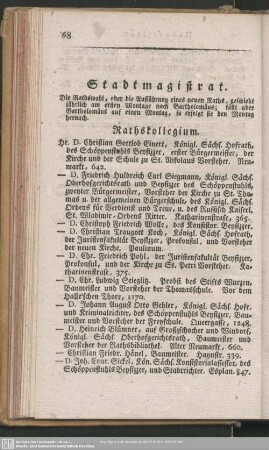 68
Stadtmagistrat.
Die Rathswahl, oder die Aufführung eines neuen Raths, geschieht
jährlich am ersten Montage nach Bartholomäus; fällt aber
Bartholomäus auf einen Montag, so erfolgt sie den Montag
hernach.
Rathskollegium.
Hr. D. Christian Gottlob Einert, Königl. Sächs. Hofrath,
des Schöppenstuhls Beysitzer, erster Bürgermeister, der
Kirche und der Schule zu St. Nikolaus Vorsteher. Neu-
markt, 642.
— D. Friedrich Huldreich Carl Siegmann, Königl. Sächs.
Oberhofgerichtsrath und Beysitzer des Schöppenstuhls,
zweyter Bürgermeister, Vorsteher der Kirche zu St. Tho-
mas u. der allgemeinen Bürgerschule, des Königl. Sächs.
Ordens für Verdienst und Treue, u. des Russisch Kaiserl.
St. Wladimir-Ordens Ritter. Katharinenstraße, 365.
— D. Christoph Friedrich Wolle, des Konsistor. Beysitzer.
— D. Christian Traugott Koch, Königl. Sächs. Hofrath,
der Juristenfakultät Beysitzer, Prokonsul, und Vorsteher
der neuen Kirche. Paulinum.
— D. Chr. Friedrich Pohl, der Juristenfakultät Beysitzer,
Prokonsul, und der Kirche zu St. Petri Vorsteher. Ka-
tharinenstraße, 375.
— D. Chr. Ludwig Stieglitz, Probst des Stifts Wurzen,
Baumeister und Vorsteher der Thomasschule. Vor dem
Hallischen Thore, 1170.
— D. Johann August Otto Gehler, Königl. Sächs. Hof-
und Kriminalrichter, des Schöppenstuhls Beysitzer, Bau-
meister und Vorsteher der Freyschule. Quergasse, 1248.
— D. Heinrich Blümner, auf Großzschocher und Windorf,
Königl. Sächs. Oberhofgerichtsrath, Baumeister und
Vorsteher der Rathsbibliothek. Alter Neumarkt, 660.
— Christian Friedr. Hänel, Baumeister. Haynstr. 339.
— D. Joh. Conr. Sickel, Kön. Sächs. Konsistorialassessor, des
Schöppenstuhls Beysitzer, und Stadtrichter. Esplan. 847.